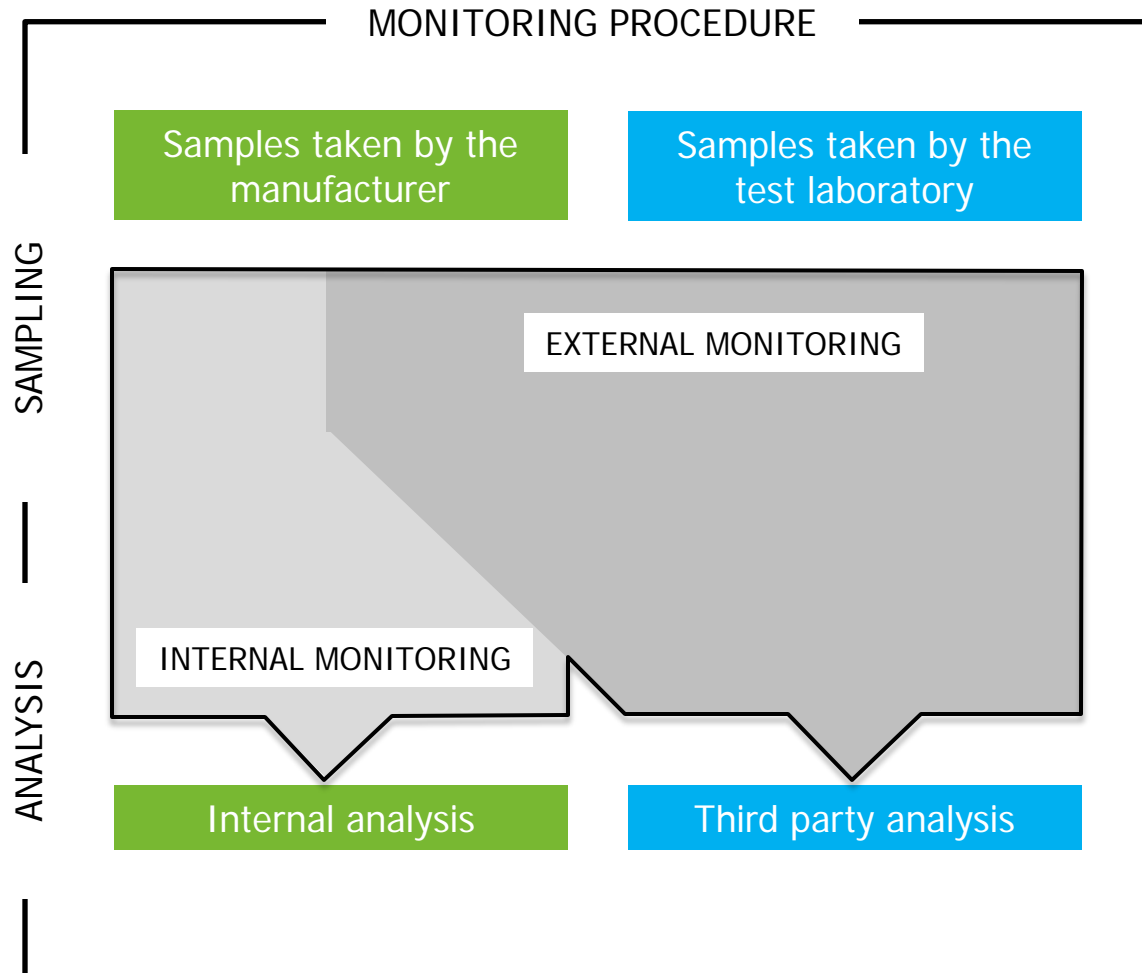 MONITORING PROCEDURE
Samples taken by the
manufacturer
Samples taken by the
test laboratory
SAMPLING
EXTERNAL MONITORING
INTERNAL MONITORING
ANALYSIS
Internal analysis
Third party analysis